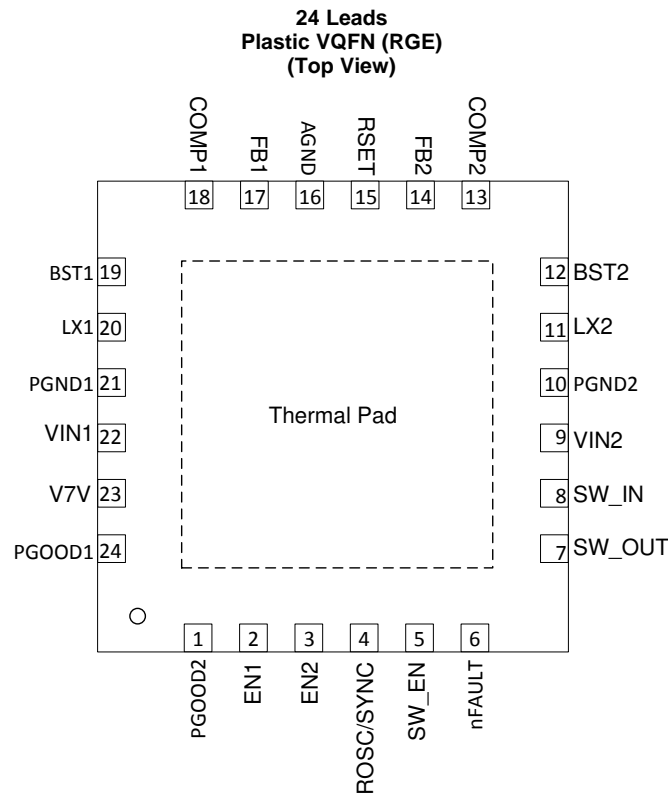 24 Leads
Plastic VQFN (RGE)
(Top View)
COMP1
FB1
AGND
RSET
FB2
COMP2
18
17
16
15
14
13
BST1 19
12 BST2
LX1 20
11 LX2
PGND1 21
10 PGND2
Thermal Pad
VIN1 22
9 VIN2
V7V 23
8 SW_IN
PGOOD1 24
7 SW_OUT
1
2
3
4
5
6
PGOOD2
EN1
EN2
ROSC/SYNC
SW_EN
nFAULT